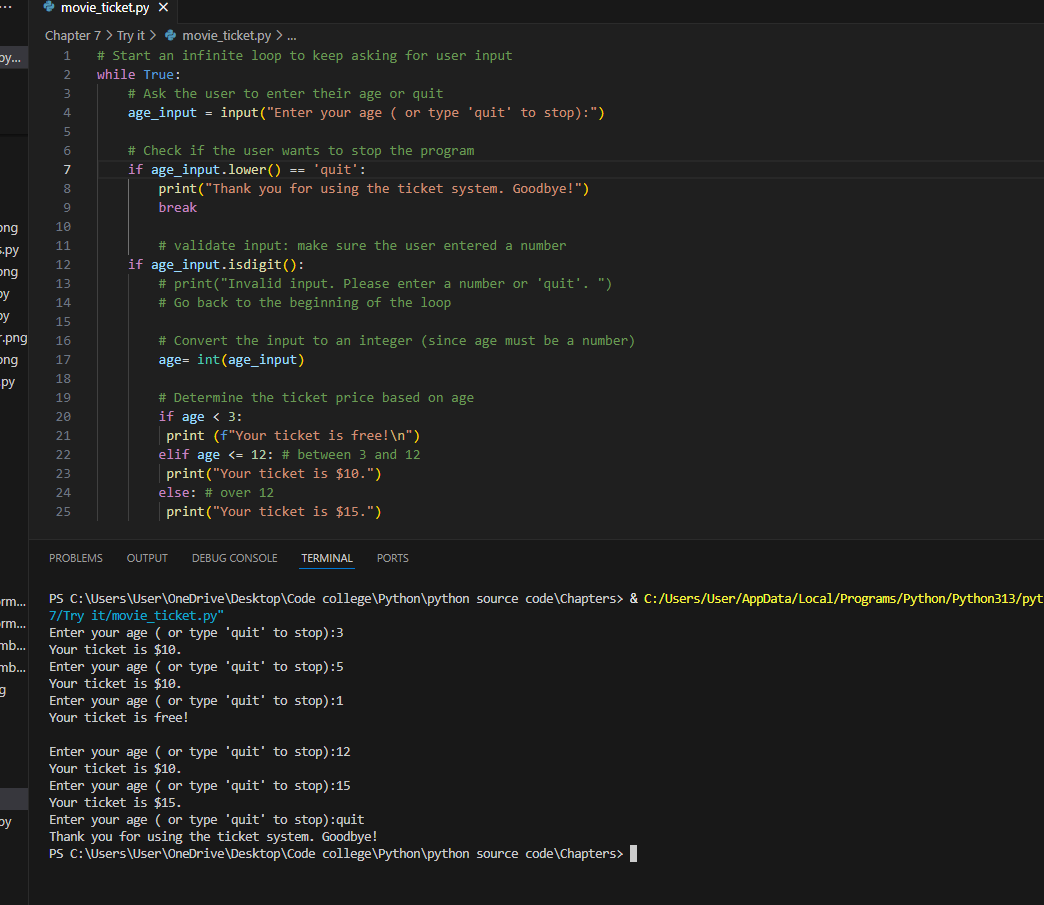 movie_ticket.py ×
Chapter 7 > Try it > movie_ticket.py > ...
py...
1 # Start an infinite loop to keep asking for user input
2 while True:
3 # Ask the user to enter their age or quit
4 age_input = input("Enter your age ( or type 'quit' to stop):")
5
6 # Check if the user wants to stop the program
7 if age_input.lower() == 'quit':
8 print("Thank you for using the ticket system. Goodbye!")
9 break
10
11 # validate input: make sure the user entered a number
12 if age_input.isdigit():
13 # print("Invalid input. Please enter a number or 'quit'. ")
14 # Go back to the beginning of the loop
15
16 # Convert the input to an integer (since age must be a number)
17 age= int(age_input)
18
19 # Determine the ticket price based on age
20 if age < 3:
21 print (f"Your ticket is free!\n")
22 elif age <= 12: # between 3 and 12
23 print("Your ticket is $10.")
24 else: # over 12
25 print("Your ticket is $15.")
ong
s.py
ong
py
py
r.png
ong
.py
orm...
orm...
mb...
mb...
g
py
PROBLEMS OUTPUT DEBUG CONSOLE TERMINAL PORTS
PS C:\Users\User\OneDrive\Desktop\Code college\Python\python source code\Chapters> & C:/Users/User/AppData/Local/Programs/Python/Python313/pyt
7/Try it/movie_ticket.py"
Enter your age ( or type 'quit' to stop):3
Your ticket is $10.
Enter your age ( or type 'quit' to stop):5
Your ticket is $10.
Enter your age ( or type 'quit' to stop):1
Your ticket is free!
Enter your age ( or type 'quit' to stop):12
Your ticket is $10.
Enter your age ( or type 'quit' to stop):15
Your ticket is $15.
Enter your age ( or type 'quit' to stop):quit
Thank you for using the ticket system. Goodbye!
PS C:\Users\User\OneDrive\Desktop\Code college\Python\python source code\Chapters>